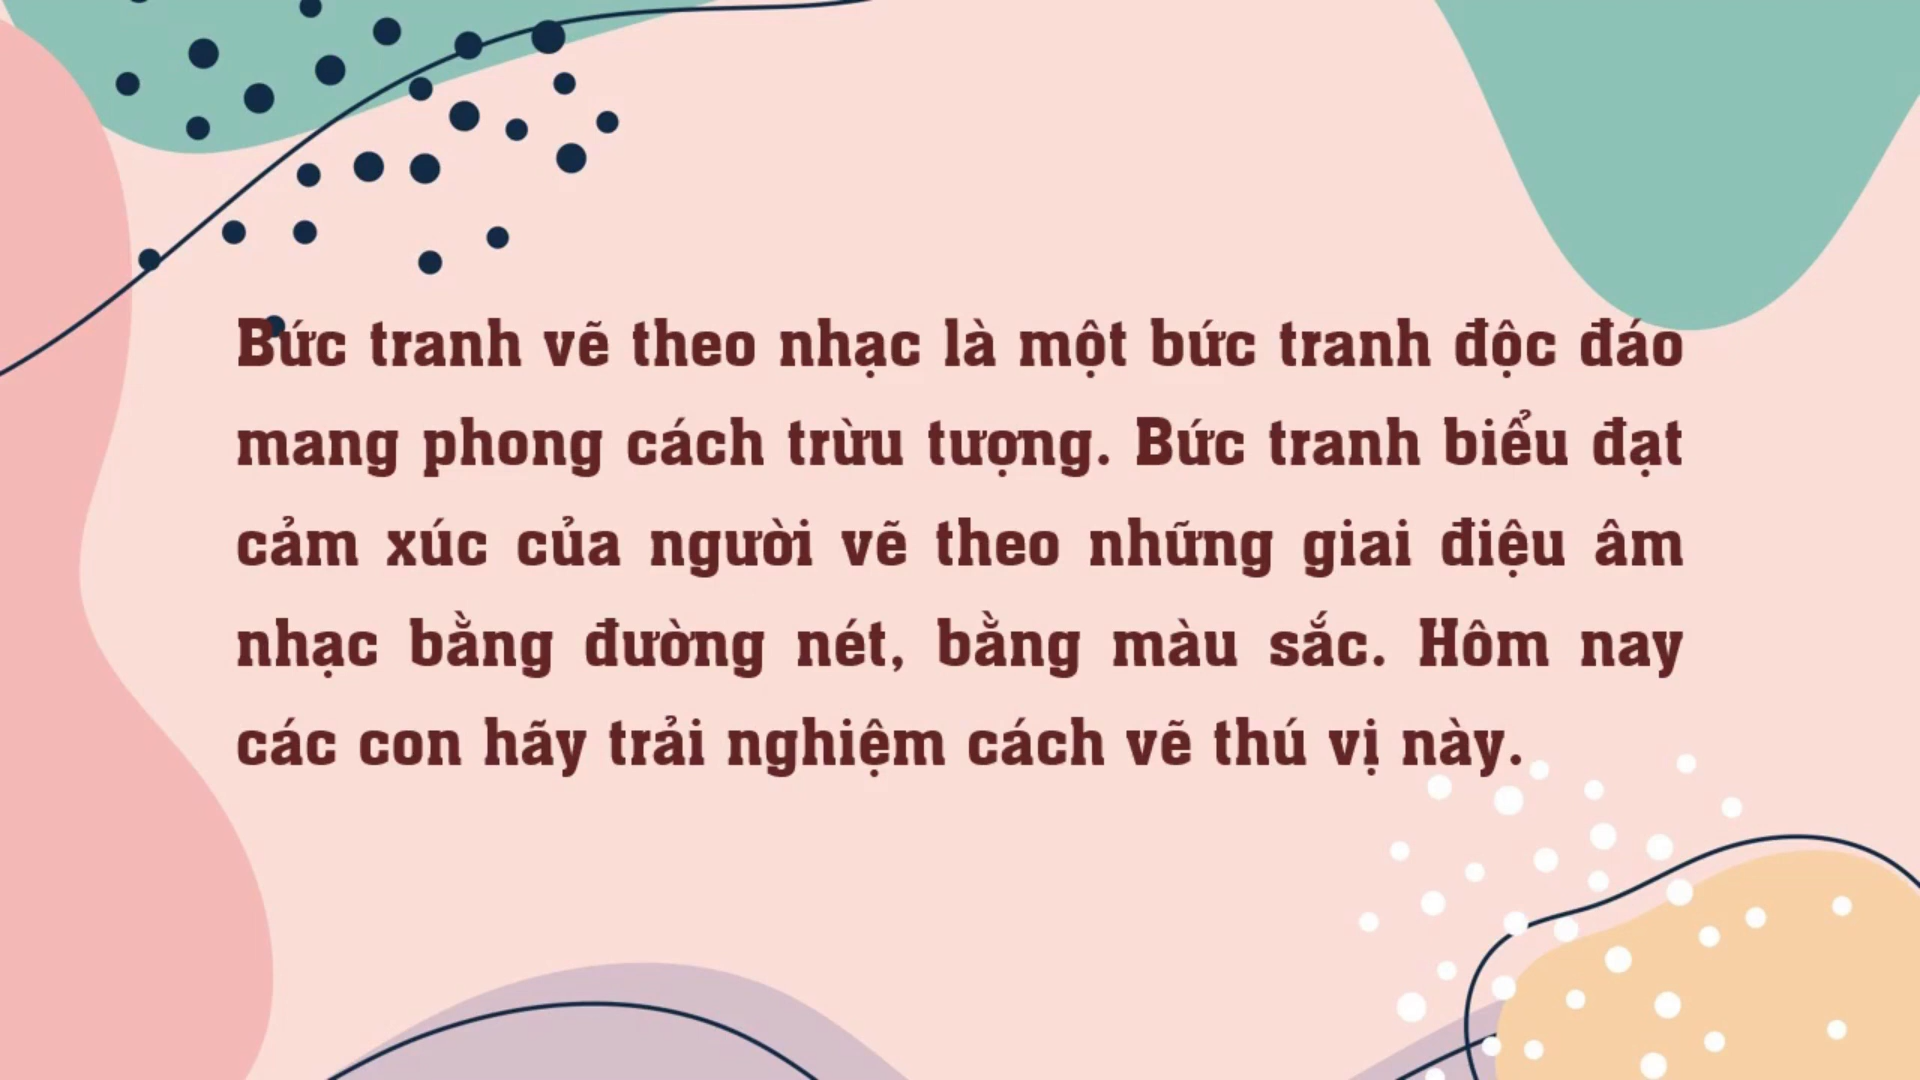 Bức tranh vẽ theo nhạc là một bức tranh độc đáo
mang phong cách trừu tượng. Bức tranh biểu đạt
cảm xúc của người vẽ theo những giai điệu âm
nhạc bằng đường nét, bằng màu sắc. Hôm nay
các con hãy trải nghiệm cách vẽ thú vị này.